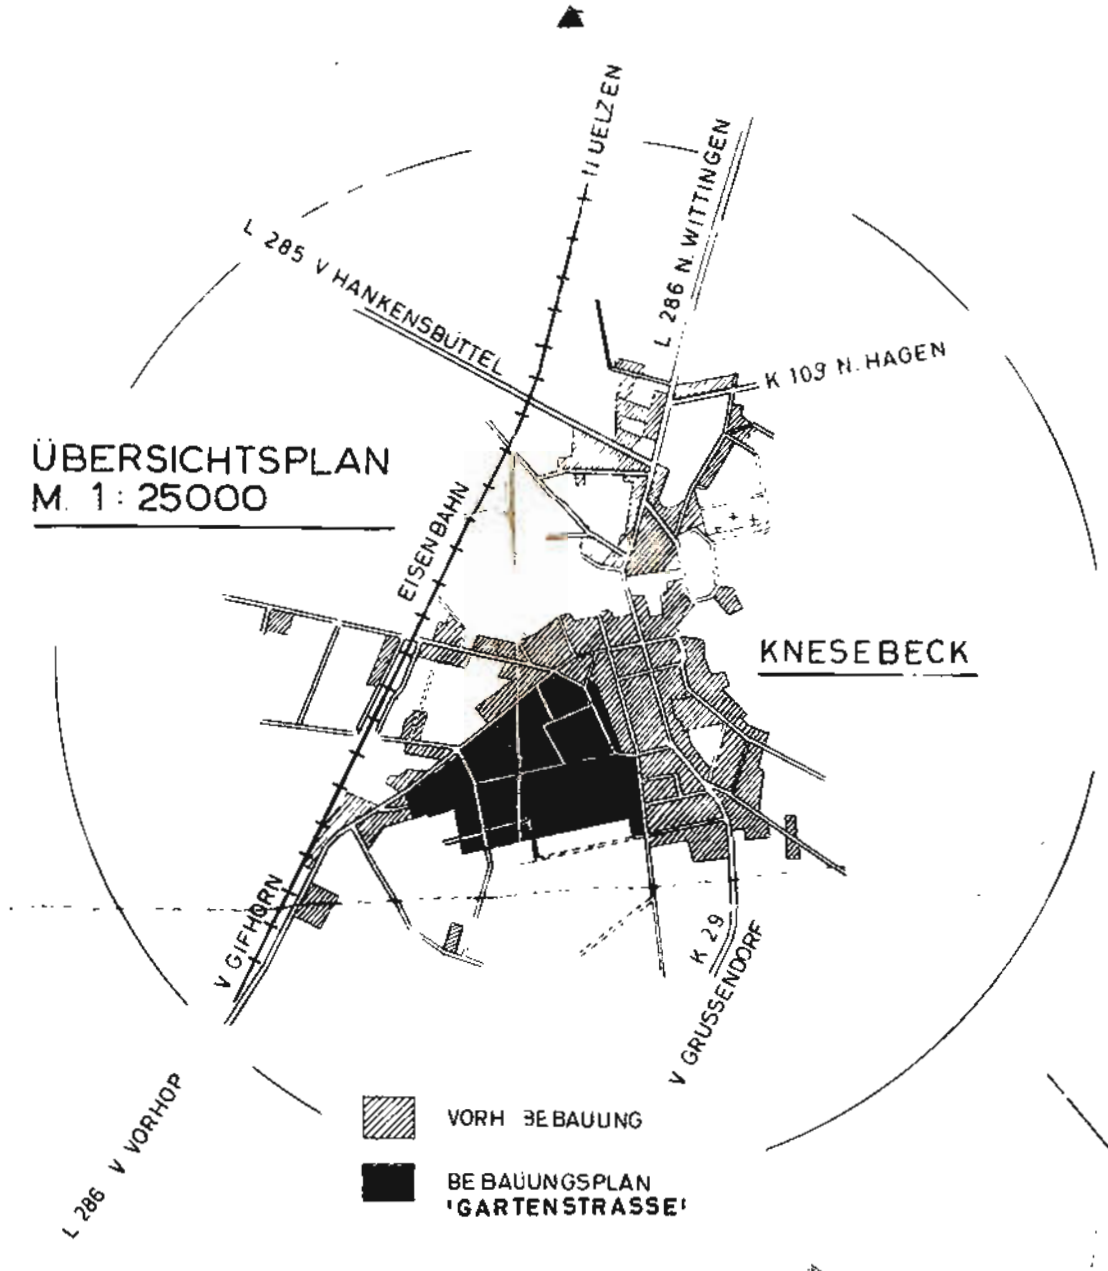 N UELZEN
L 286 N. WITTINGEN
L 285 V HANKENSBÜTTEL
K 109 N. HAGEN
ÜBERSICHTSPLAN
M. 1: 25000
EISENBAHN
KNESEBECK
V GIFHORN
K 29
V GRUSSENDORF
L 286 V VORHOP
VORH BEBAUUNG
BEBAUUNGSPLAN
'GARTENSTRASSE'